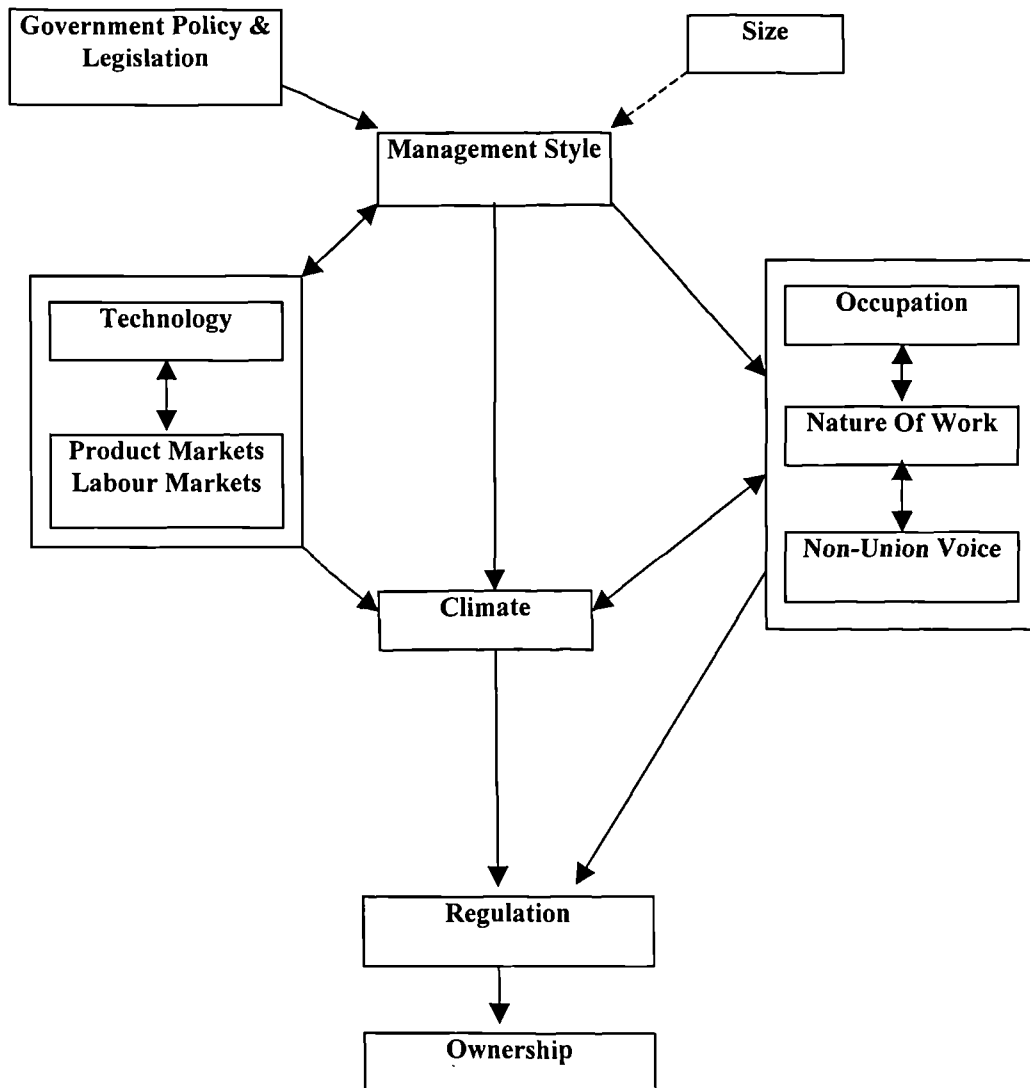 Government Policy &
Legislation
Size
Management Style
Technology
Product Markets
Labour Markets
Occupation
Nature Of Work
Non-Union Voice
Climate
Regulation
Ownership